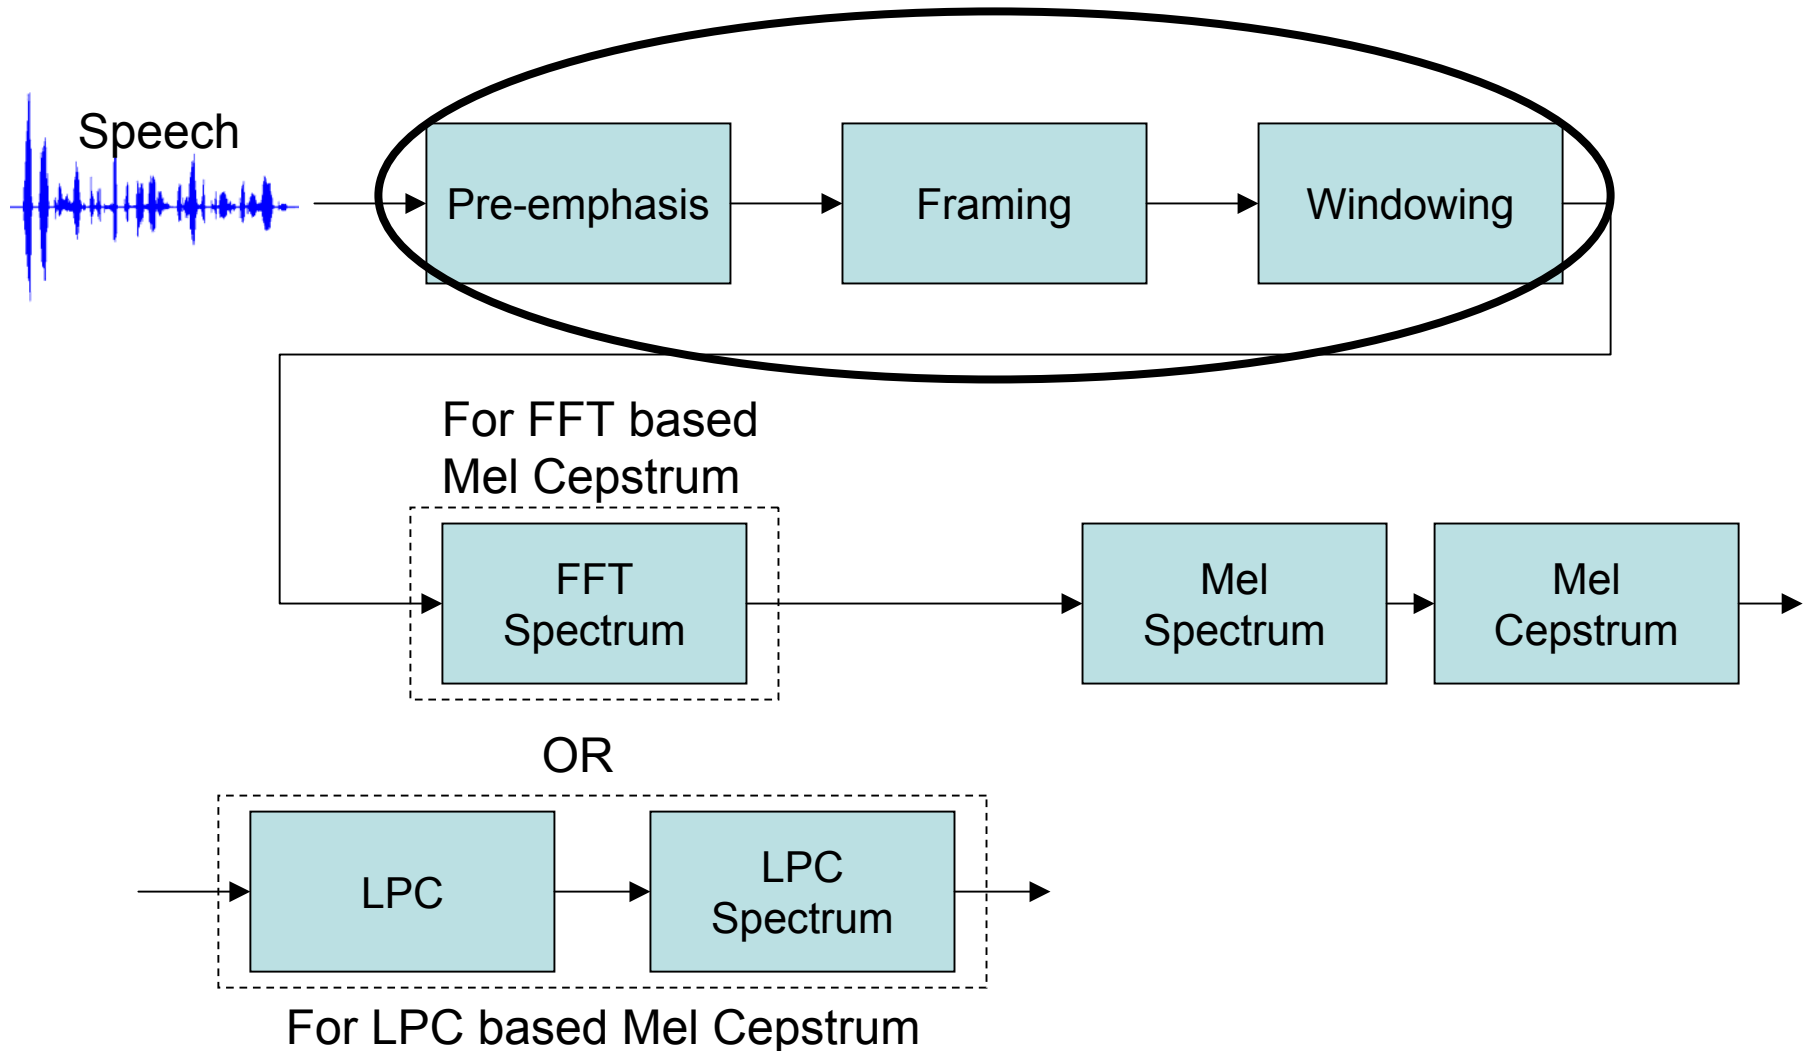 Speech
Pre-emphasis
Framing
Windowing
For FFT based
Mel Cepstrum
FFT
Spectrum
Mel
Spectrum
Mel
Cepstrum
OR
LPC
LPC
Spectrum
For LPC based Mel Cepstrum